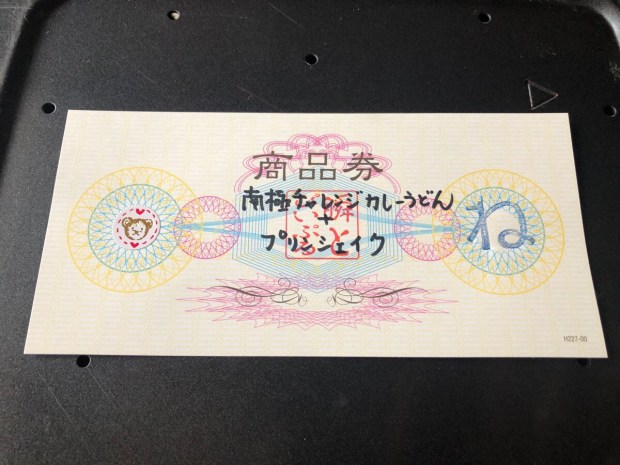 商品券
南極チャレンジカレーうどん
+
プリンシェイク
ね
H227-00